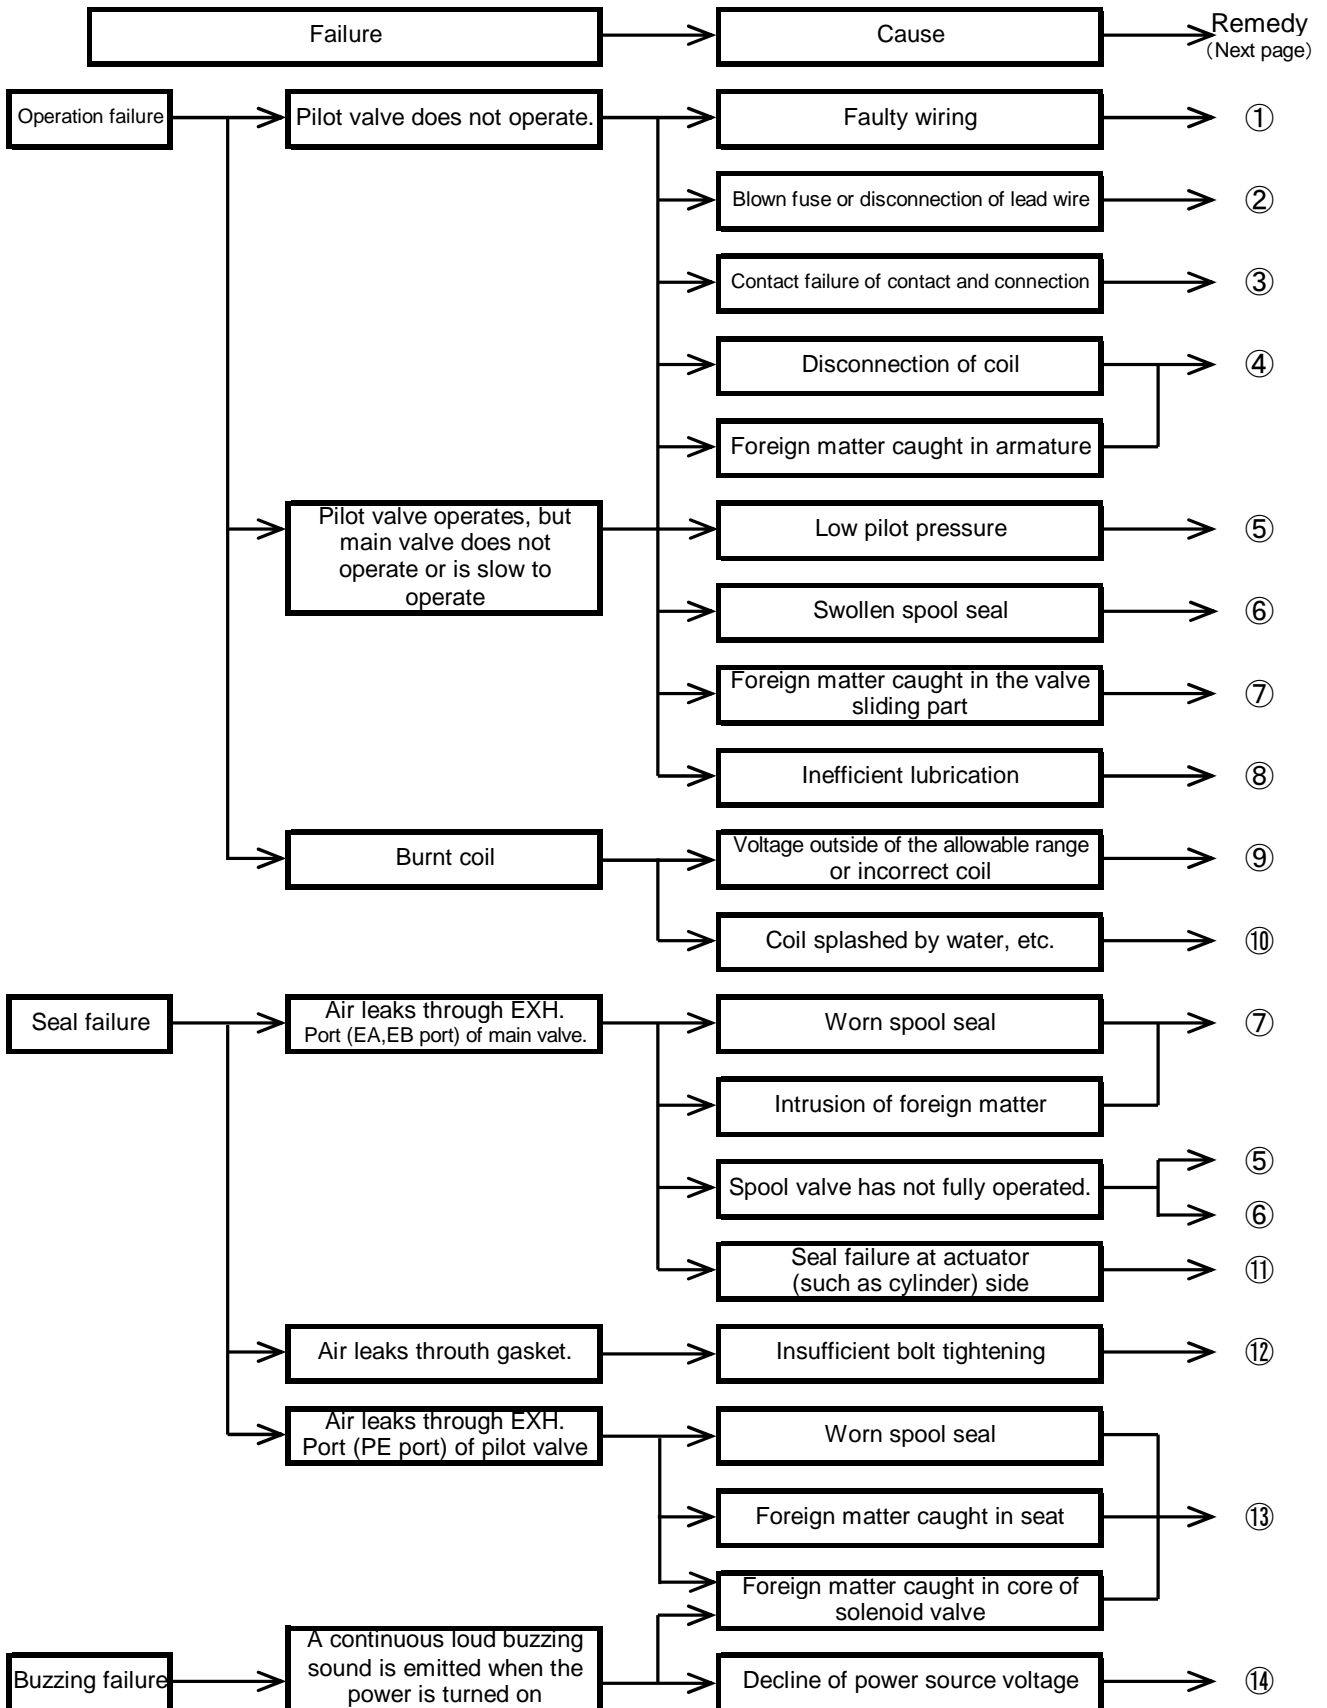 Failure
Cause
Remedy
(Next page)
Operation failure
Pilot valve does not operate.
Faulty wiring
①
Blown fuse or disconnection of lead wire
②
Contact failure of contact and connection
③
Disconnection of coil
④
Foreign matter caught in armature
Pilot valve operates, but
main valve does not
operate or is slow to
operate
Low pilot pressure
⑤
Swollen spool seal
⑥
Foreign matter caught in the valve
sliding part
⑦
Inefficient lubrication
⑧
Burnt coil
Voltage outside of the allowable range
or incorrect coil
⑨
Coil splashed by water, etc.
⑩
Seal failure
Air leaks through EXH.
Port (EA,EB port) of main valve.
Worn spool seal
⑦
Intrusion of foreign matter
Spool valve has not fully operated.
⑤
⑥
Seal failure at actuator
(such as cylinder) side
⑪
Air leaks throuth gasket.
Insufficient bolt tightening
⑫
Air leaks through EXH.
Port (PE port) of pilot valve
Worn spool seal
Foreign matter caught in seat
⑬
Foreign matter caught in core of
solenoid valve
Buzzing failure
A continuous loud buzzing
sound is emitted when the
power is turned on
Decline of power source voltage
⑭